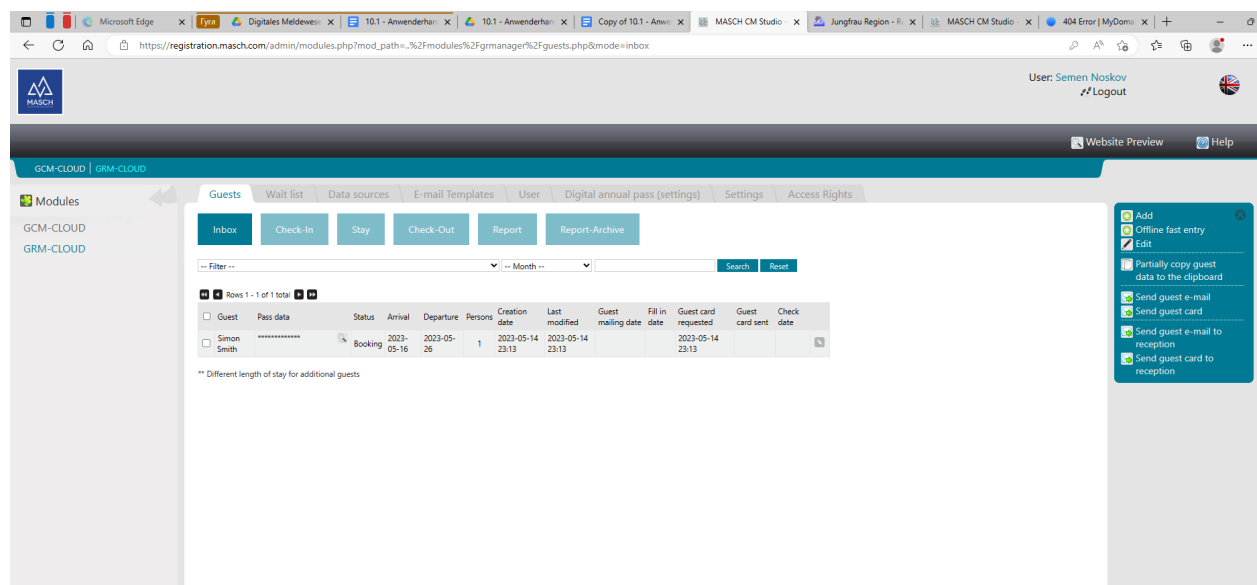 Microsoft Edge
Гугл
Digitales Meldewese
10.1 - Anwenderhan
10.1 - Anwenderhan
Copy of 10.1 - Anwe
MASCH CM Studio -
Jungfrau Region - R
MASCH CM Studio -
404 Error | MyDoma
https://registration.masch.com/admin/modules.php?mod_path=..%2Fmodules%2Fgrmanager%2Fguests.php&mode=inbox
MASCH
User: Semen Noskov
Logout
Website Preview Help
GCM-CLOUD | GRM-CLOUD
Modules
GCM-CLOUD
GRM-CLOUD
Guests Wait list Data sources E-mail Templates User Digital annual pass (settings) Settings Access Rights
Inbox Check-In Stay Check-Out Report Report-Archive
-- Filter -- -- Month -- Search Reset
Rows 1 - 1 of 1 total
Guest Pass data Status Arrival Departure Persons Creation date Last modified Guest mailing date Fill in date Guest card requested Guest card sent Check date
Simon Smith ************* Booking 2023-05-16 2023-05-26 1 2023-05-14 23:13 2023-05-14 23:13 2023-05-14 23:13
** Different length of stay for additional guests
Add
Offline fast entry
Edit
Partially copy guest
data to the clipboard
Send guest e-mail
Send guest card
Send guest e-mail to
reception
Send guest card to
reception